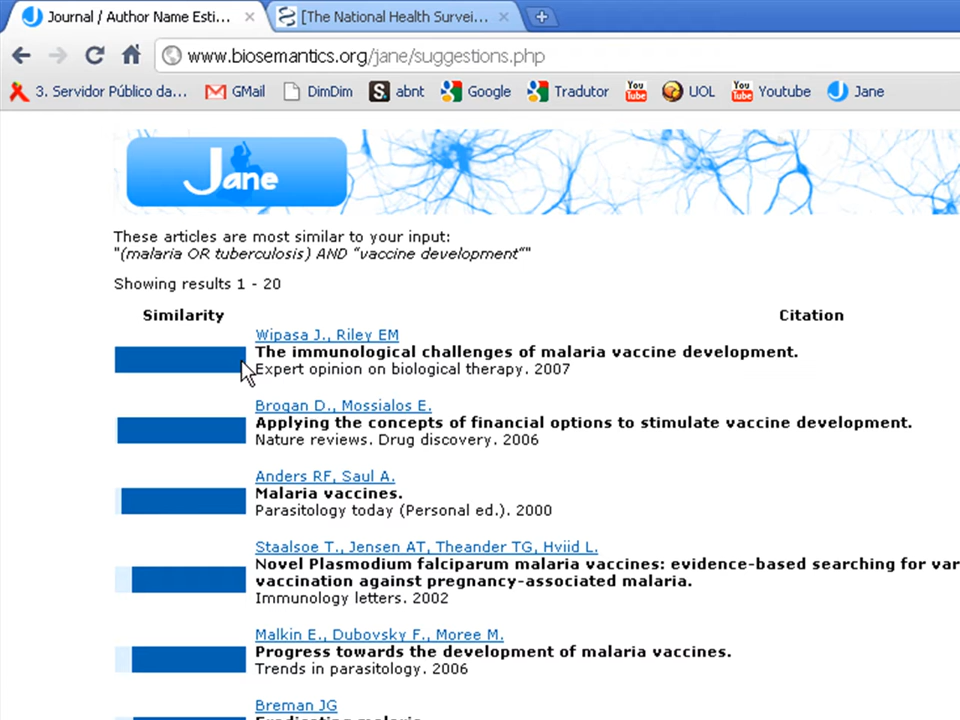 Journal / Author Name Esti...
[The National Health Survei...
www.biosemantics.org/jane/suggestions.php
3. Servidor Público da...
GMail
DimDim
S.
abnt
Google
Tradutor
You Tube
UOL
You Tube
Youtube
Jane
Jane
These articles are most similar to your input:
"(malaria OR tuberculosis) AND "vaccine development""
Showing results 1 - 20
Similarity
Citation
Wipasa J., Riley EM
The immunological challenges of malaria vaccine development.
Expert opinion on biological therapy. 2007
Brogan D., Mossialos E.
Applying the concepts of financial options to stimulate vaccine development.
Nature reviews. Drug discovery. 2006
Anders RF, Saul A.
Malaria vaccines.
Parasitology today (Personal ed.). 2000
Staalsoe T., Jensen AT, Theander TG, Hviid L.
Novel Plasmodium falciparum malaria vaccines: evidence-based searching for var
vaccination against pregnancy-associated malaria.
Immunology letters. 2002
Malkin E., Dubovsky F., Moree M.
Progress towards the development of malaria vaccines.
Trends in parasitology. 2006
Breman JG
Eradicating malaria.